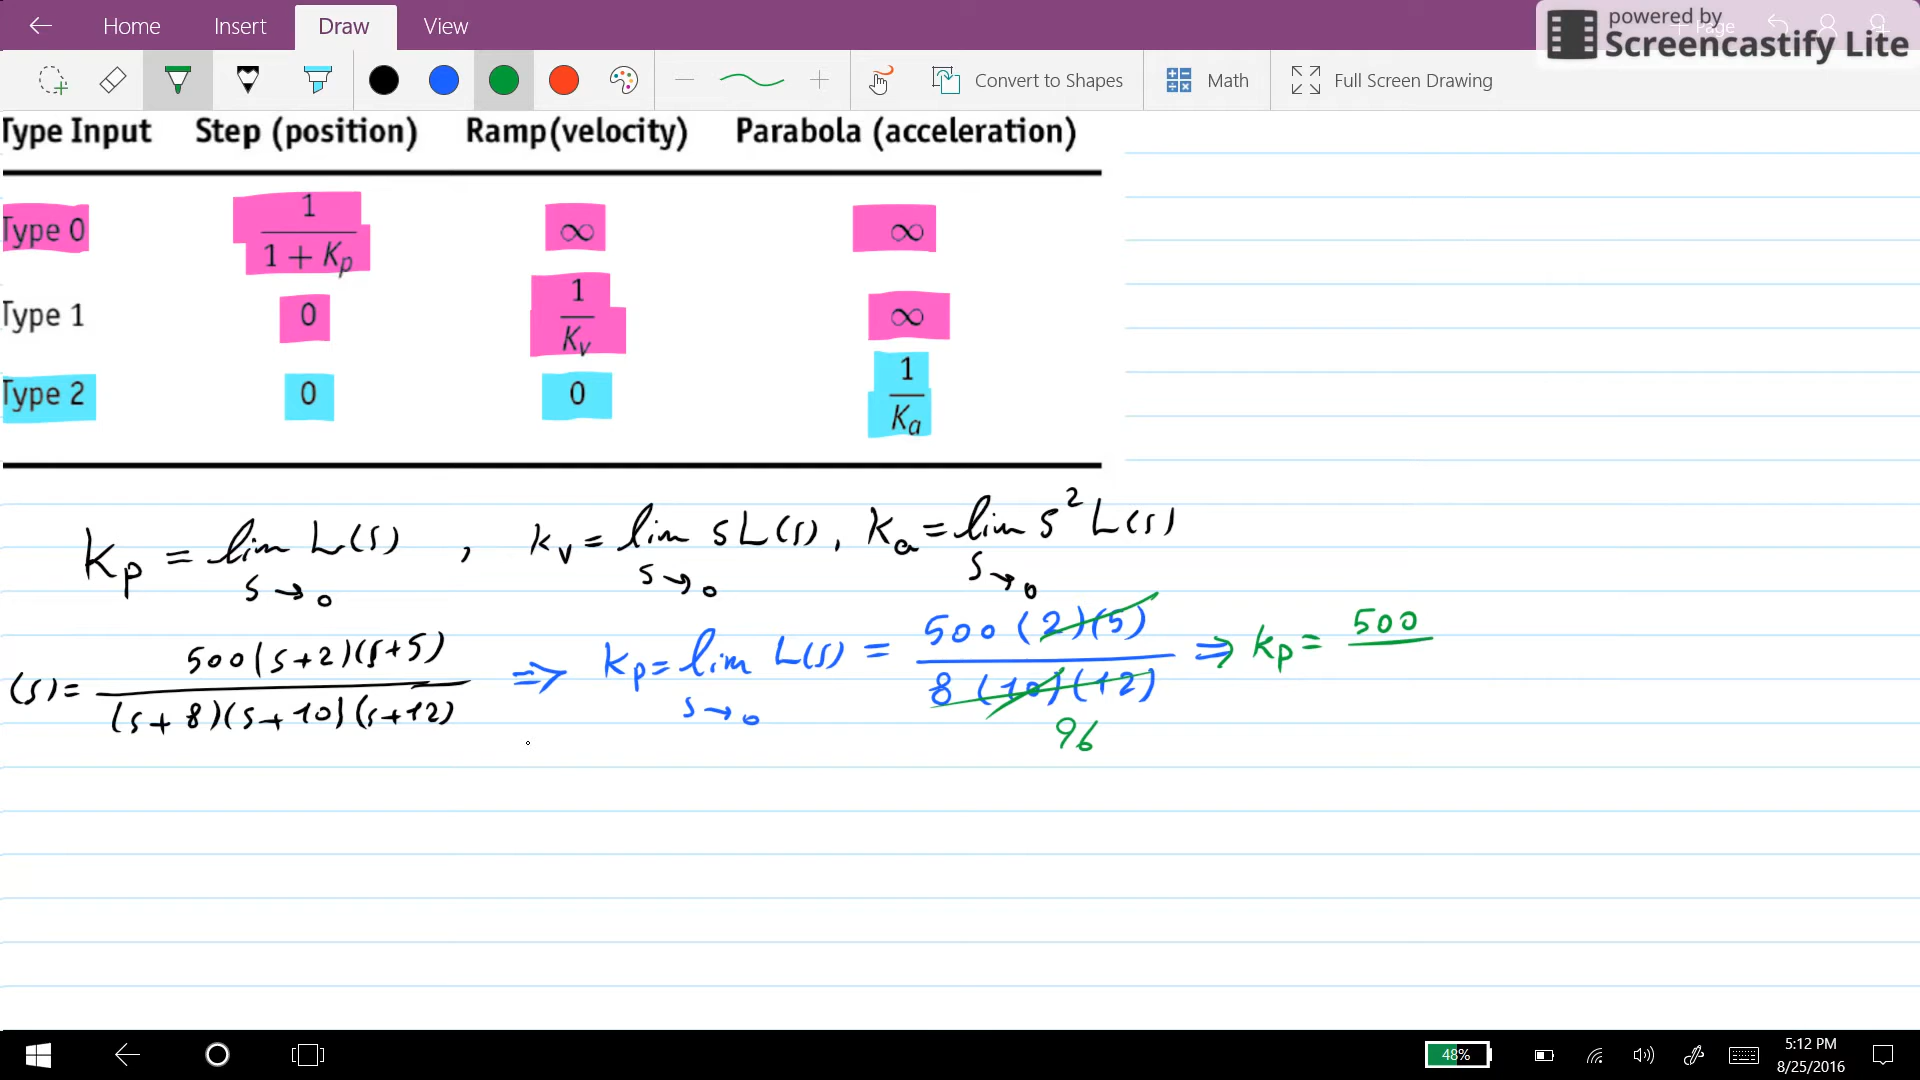 powered by
Screencastify Lite
Home Insert Draw View Page
Convert to Shapes Math Full Screen Drawing
Type Input Step (position) Ramp(velocity) Parabola (acceleration)
Type 0 1/(1 + Kp) ∞ ∞
Type 1 0 1/Kv ∞
Type 2 0 0 1/Ka
Kp = lim s→0 L(s) , Kv = lim s→0 sL(s), Ka = lim s→0 s² L(s)
(s) = 500(s+2)(s+5) / (s+8)(s+10)(s+12) ⇒ Kp = lim s→0 L(s) = 500(2)(5) / 8(10)(12) ⇒ Kp = 500
96
48%
5:12 PM
8/25/2016